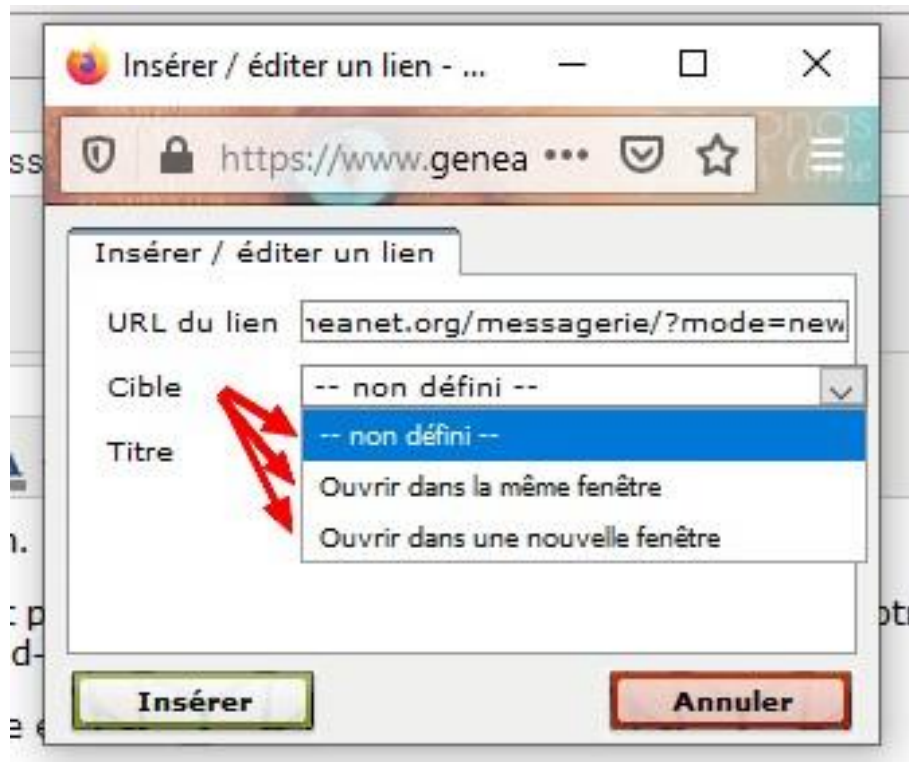 Insérer / éditer un lien - ...
https://www.genea
Insérer / éditer un lien
URL du lien
neanet.org/messagerie/?mode=new
Cible
-- non défini --
-- non défini --
Titre
Ouvrir dans la même fenêtre
Ouvrir dans une nouvelle fenêtre
Insérer
Annuler